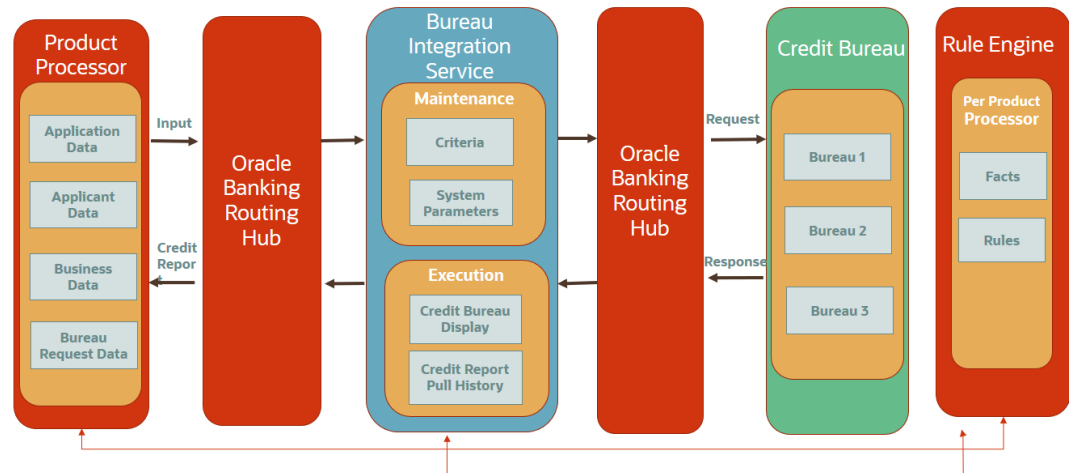 Product
Processor
Application
Data
Applicant
Data
Business
Data
Bureau
Request Data
Input
Credit
Repor
t
Oracle
Banking
Routing
Hub
Bureau
Integration
Service
Maintenance
Criteria
System
Parameters
Execution
Credit Bureau
Display
Credit Report
Pull History
Oracle
Banking
Routing
Hub
Request
Response
Credit Bureau
Bureau 1
Bureau 2
Bureau 3
Rule Engine
Per Product
Processor
Facts
Rules